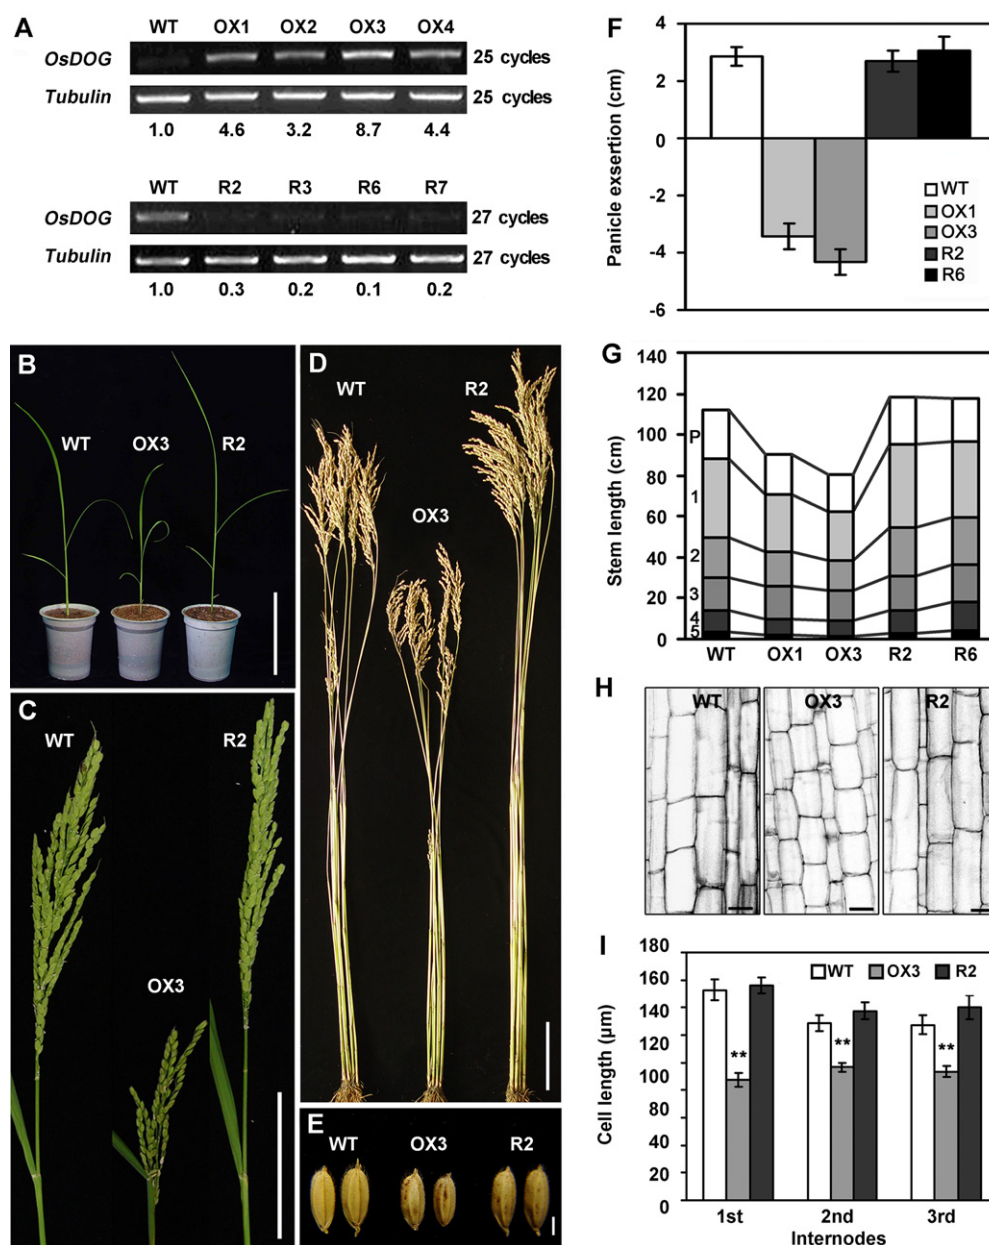 A
WT OX1 OX2 OX3 OX4
OsDOG 25 cycles
Tubulin 25 cycles
1.0 4.6 3.2 8.7 4.4
WT R2 R3 R6 R7
OsDOG 27 cycles
Tubulin 27 cycles
1.0 0.3 0.2 0.1 0.2
B
WT OX3 R2
C
WT
R2
OX3
D
WT R2
OX3
E
WT OX3 R2
F
Panicle exsertion (cm)
4
2
0
-2
-4
-6
WT
OX1
OX3
R2
R6
G
Stem length (cm)
140
120
100
80
60
40
20
0
P
1
2
3
4
5
WT OX1 OX3 R2 R6
H
WT OX3 R2
I
Cell length (µm)
180
160
140
120
100
80
60
40
20
0
WT OX3 R2
** ** **
1st 2nd 3rd
Internodes